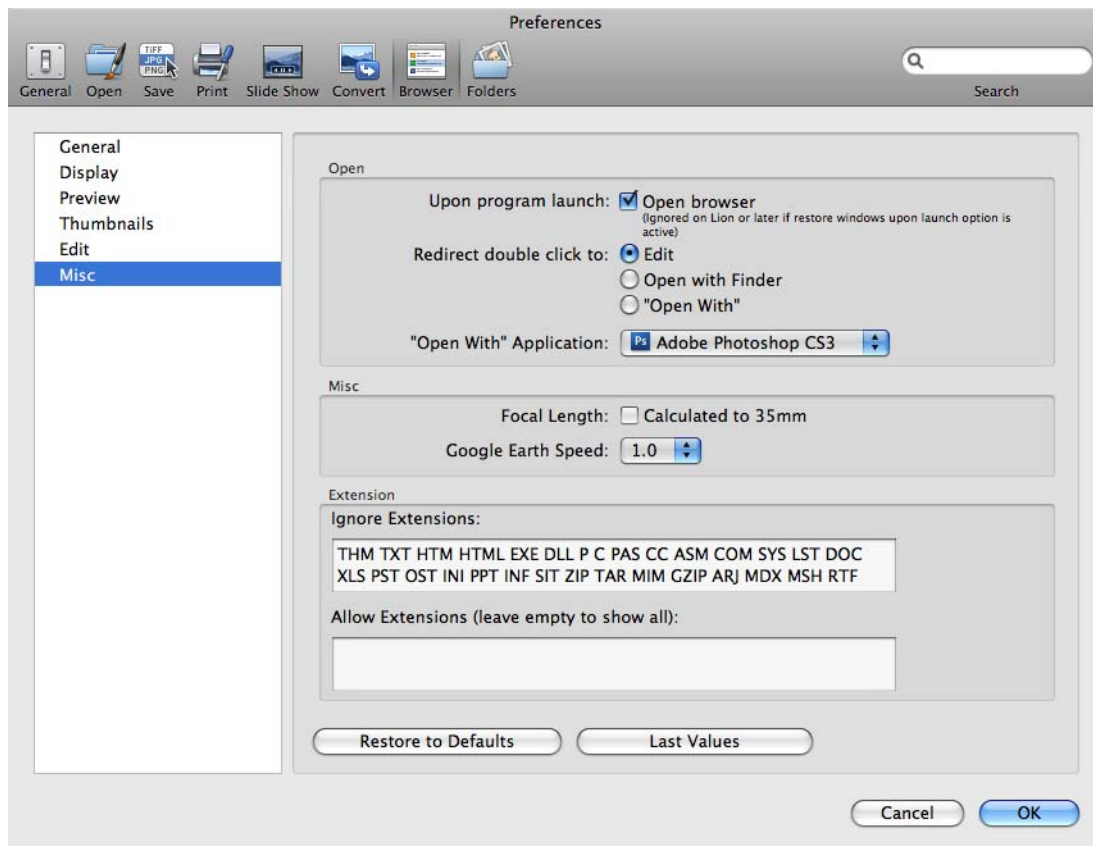 Preferences
TIFF
JPG
PNG
General Open Save Print Slide Show Convert Browser Folders Search
General
Display
Preview
Thumbnails
Edit
Misc
Open
Upon program launch: Open browser
(Ignored on Lion or later if restore windows upon launch option is
active)
Redirect double click to: Edit
Open with Finder
"Open With"
"Open With" Application: Ps Adobe Photoshop CS3
Misc
Focal Length: Calculated to 35mm
Google Earth Speed: 1.0
Extension
Ignore Extensions:
THM TXT HTM HTML EXE DLL P C PAS CC ASM COM SYS LST DOC
XLS PST OST INI PPT INF SIT ZIP TAR MIM GZIP ARJ MDX MSH RTF
Allow Extensions (leave empty to show all):
Restore to Defaults Last Values
Cancel OK